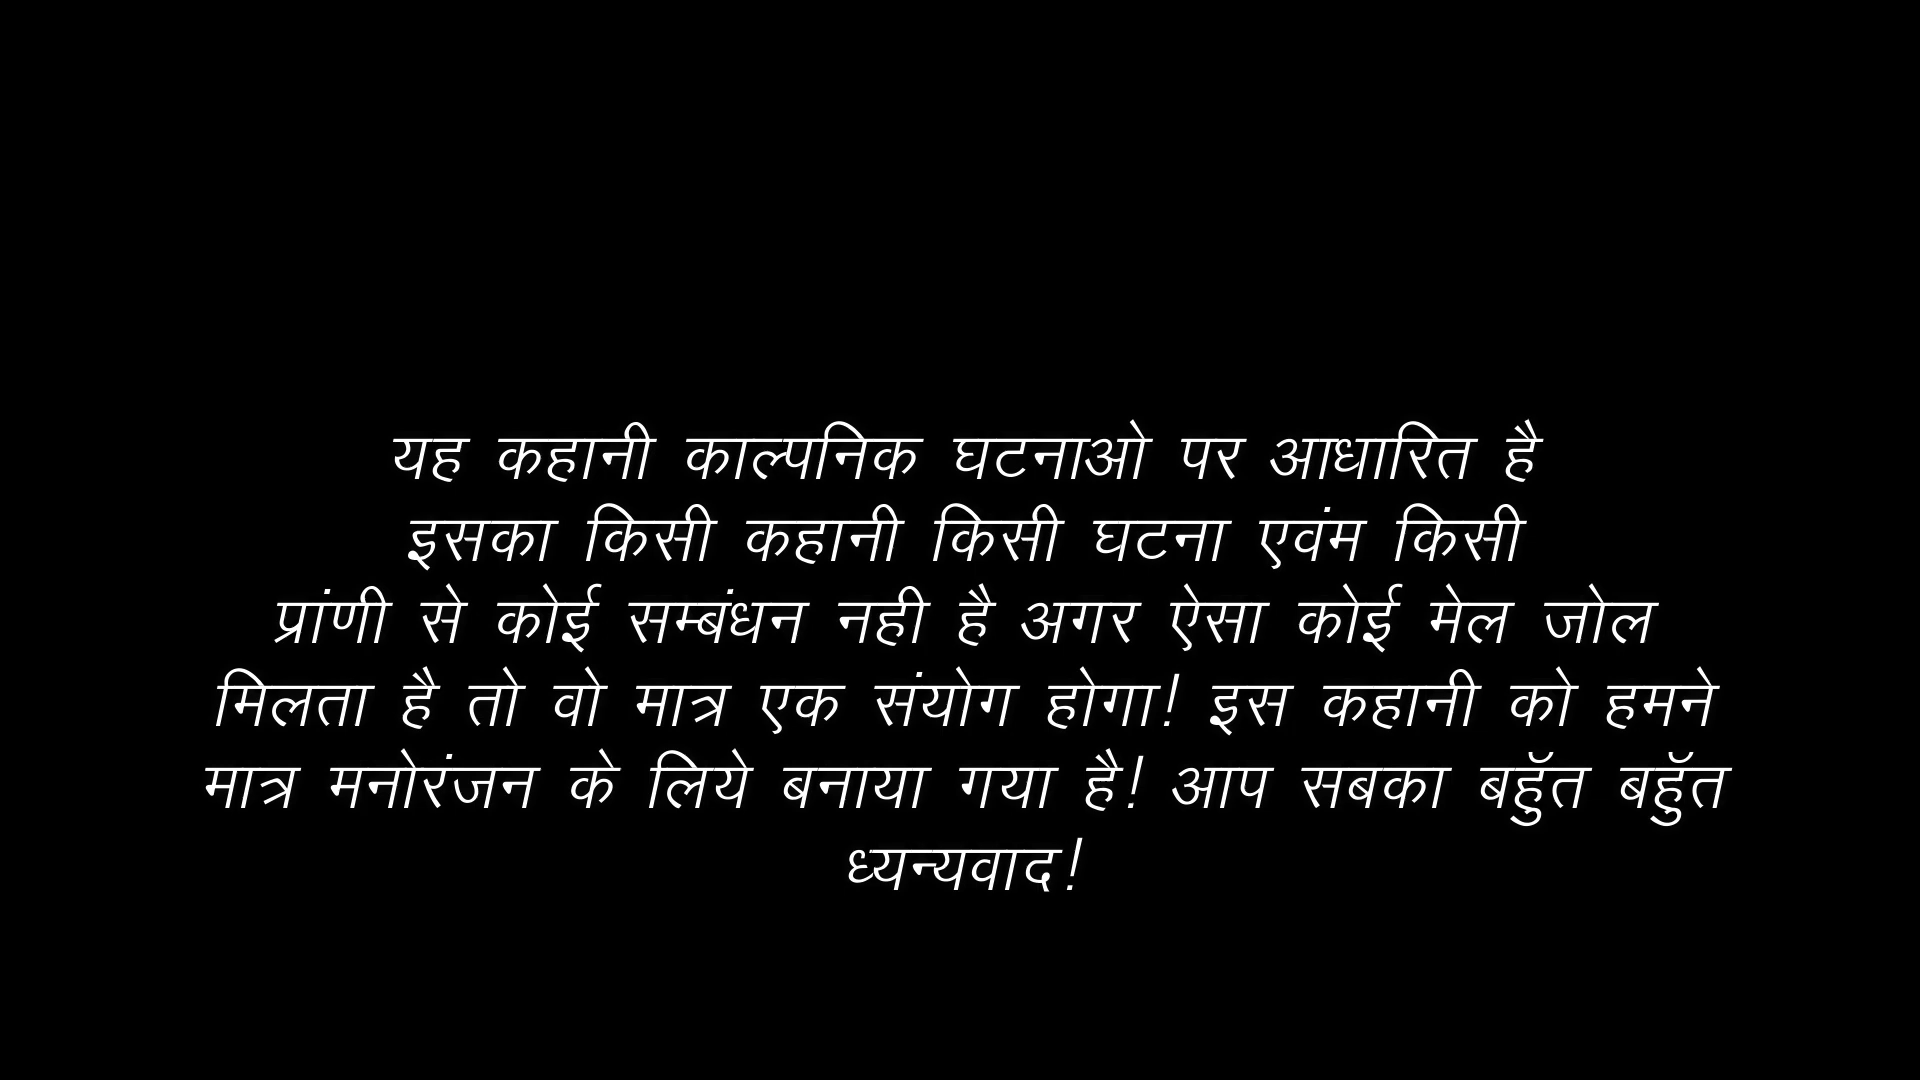 यह कहानी काल्पनिक घटनाओ पर आधारित है
इसका किसी कहानी किसी घटना एवंम किसी
प्रांणी से कोई सम्बंधन नही है अगर ऐसा कोई मेल जोल
मिलता है तो वो मात्र एक संयोग होगा! इस कहानी को हमने
मात्र मनोरंजन के लिये बनाया गया है! आप सबका बहुॅत बहुॅत
ध्यन्यवाद!